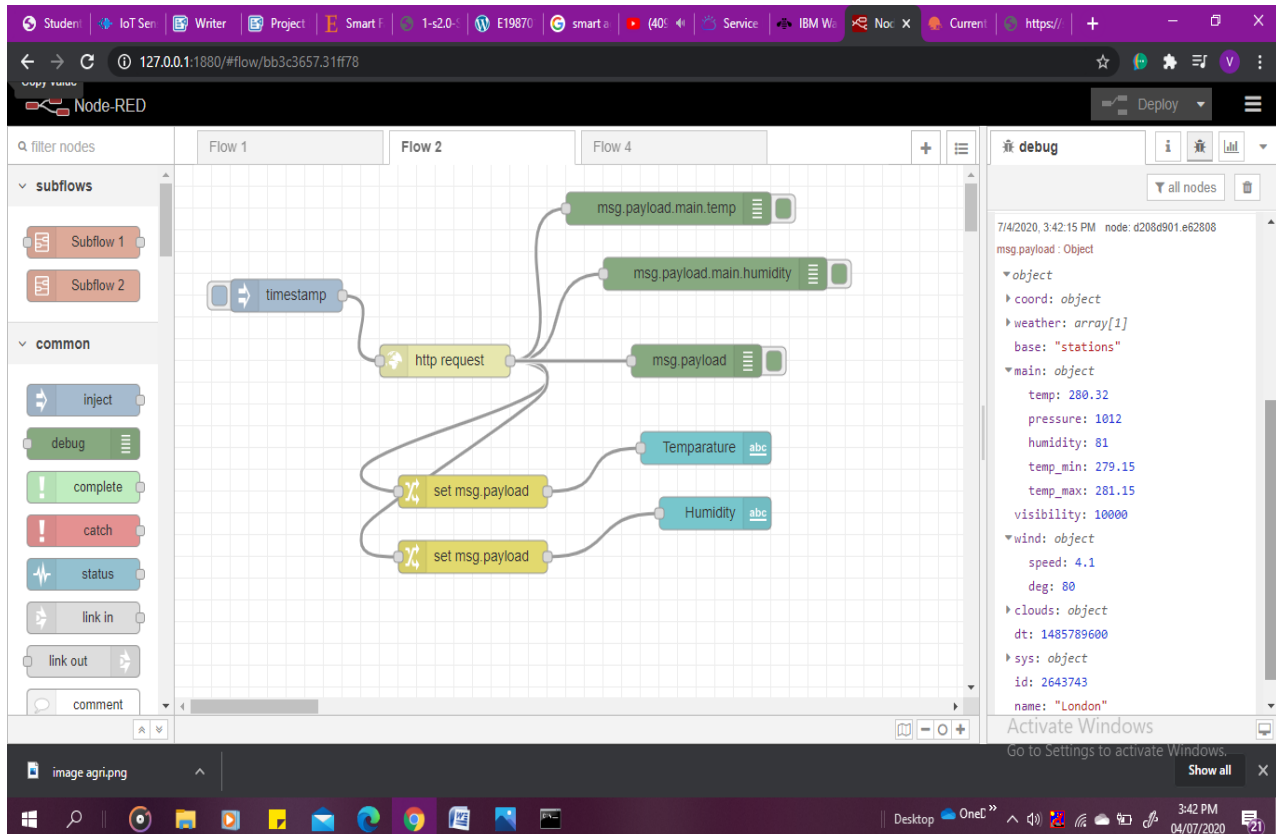 Student
IoT Sen
Writer
Project
Smart F
1-s2.0-S
E19870
smart a
(409
Service
IBM Wa
Nod
Current
https://
127.0.0.1:1880/#flow/bb3c3657.31ff78
V
Copy value
Node-RED
Deploy
filter nodes
Flow 1
Flow 2
Flow 4
debug
i
all nodes
subflows
Subflow 1
Subflow 2
common
inject
debug
complete
catch
status
link in
link out
comment
timestamp
http request
msg.payload.main.temp
msg.payload.main.humidity
msg.payload
Temparature abc
set msg.payload
Humidity abc
set msg.payload
7/4/2020, 3:42:15 PM node: d208d901.e62808
msg.payload : Object
object
coord: object
weather: array[1]
base: "stations"
main: object
temp: 280.32
pressure: 1012
humidity: 81
temp_min: 279.15
temp_max: 281.15
visibility: 10000
wind: object
speed: 4.1
deg: 80
clouds: object
dt: 1485789600
sys: object
id: 2643743
name: "London"
Activate Windows
Go to Settings to activate Windows.
image agri.png
Show all
Desktop
OneD
3:42 PM
04/07/2020
21